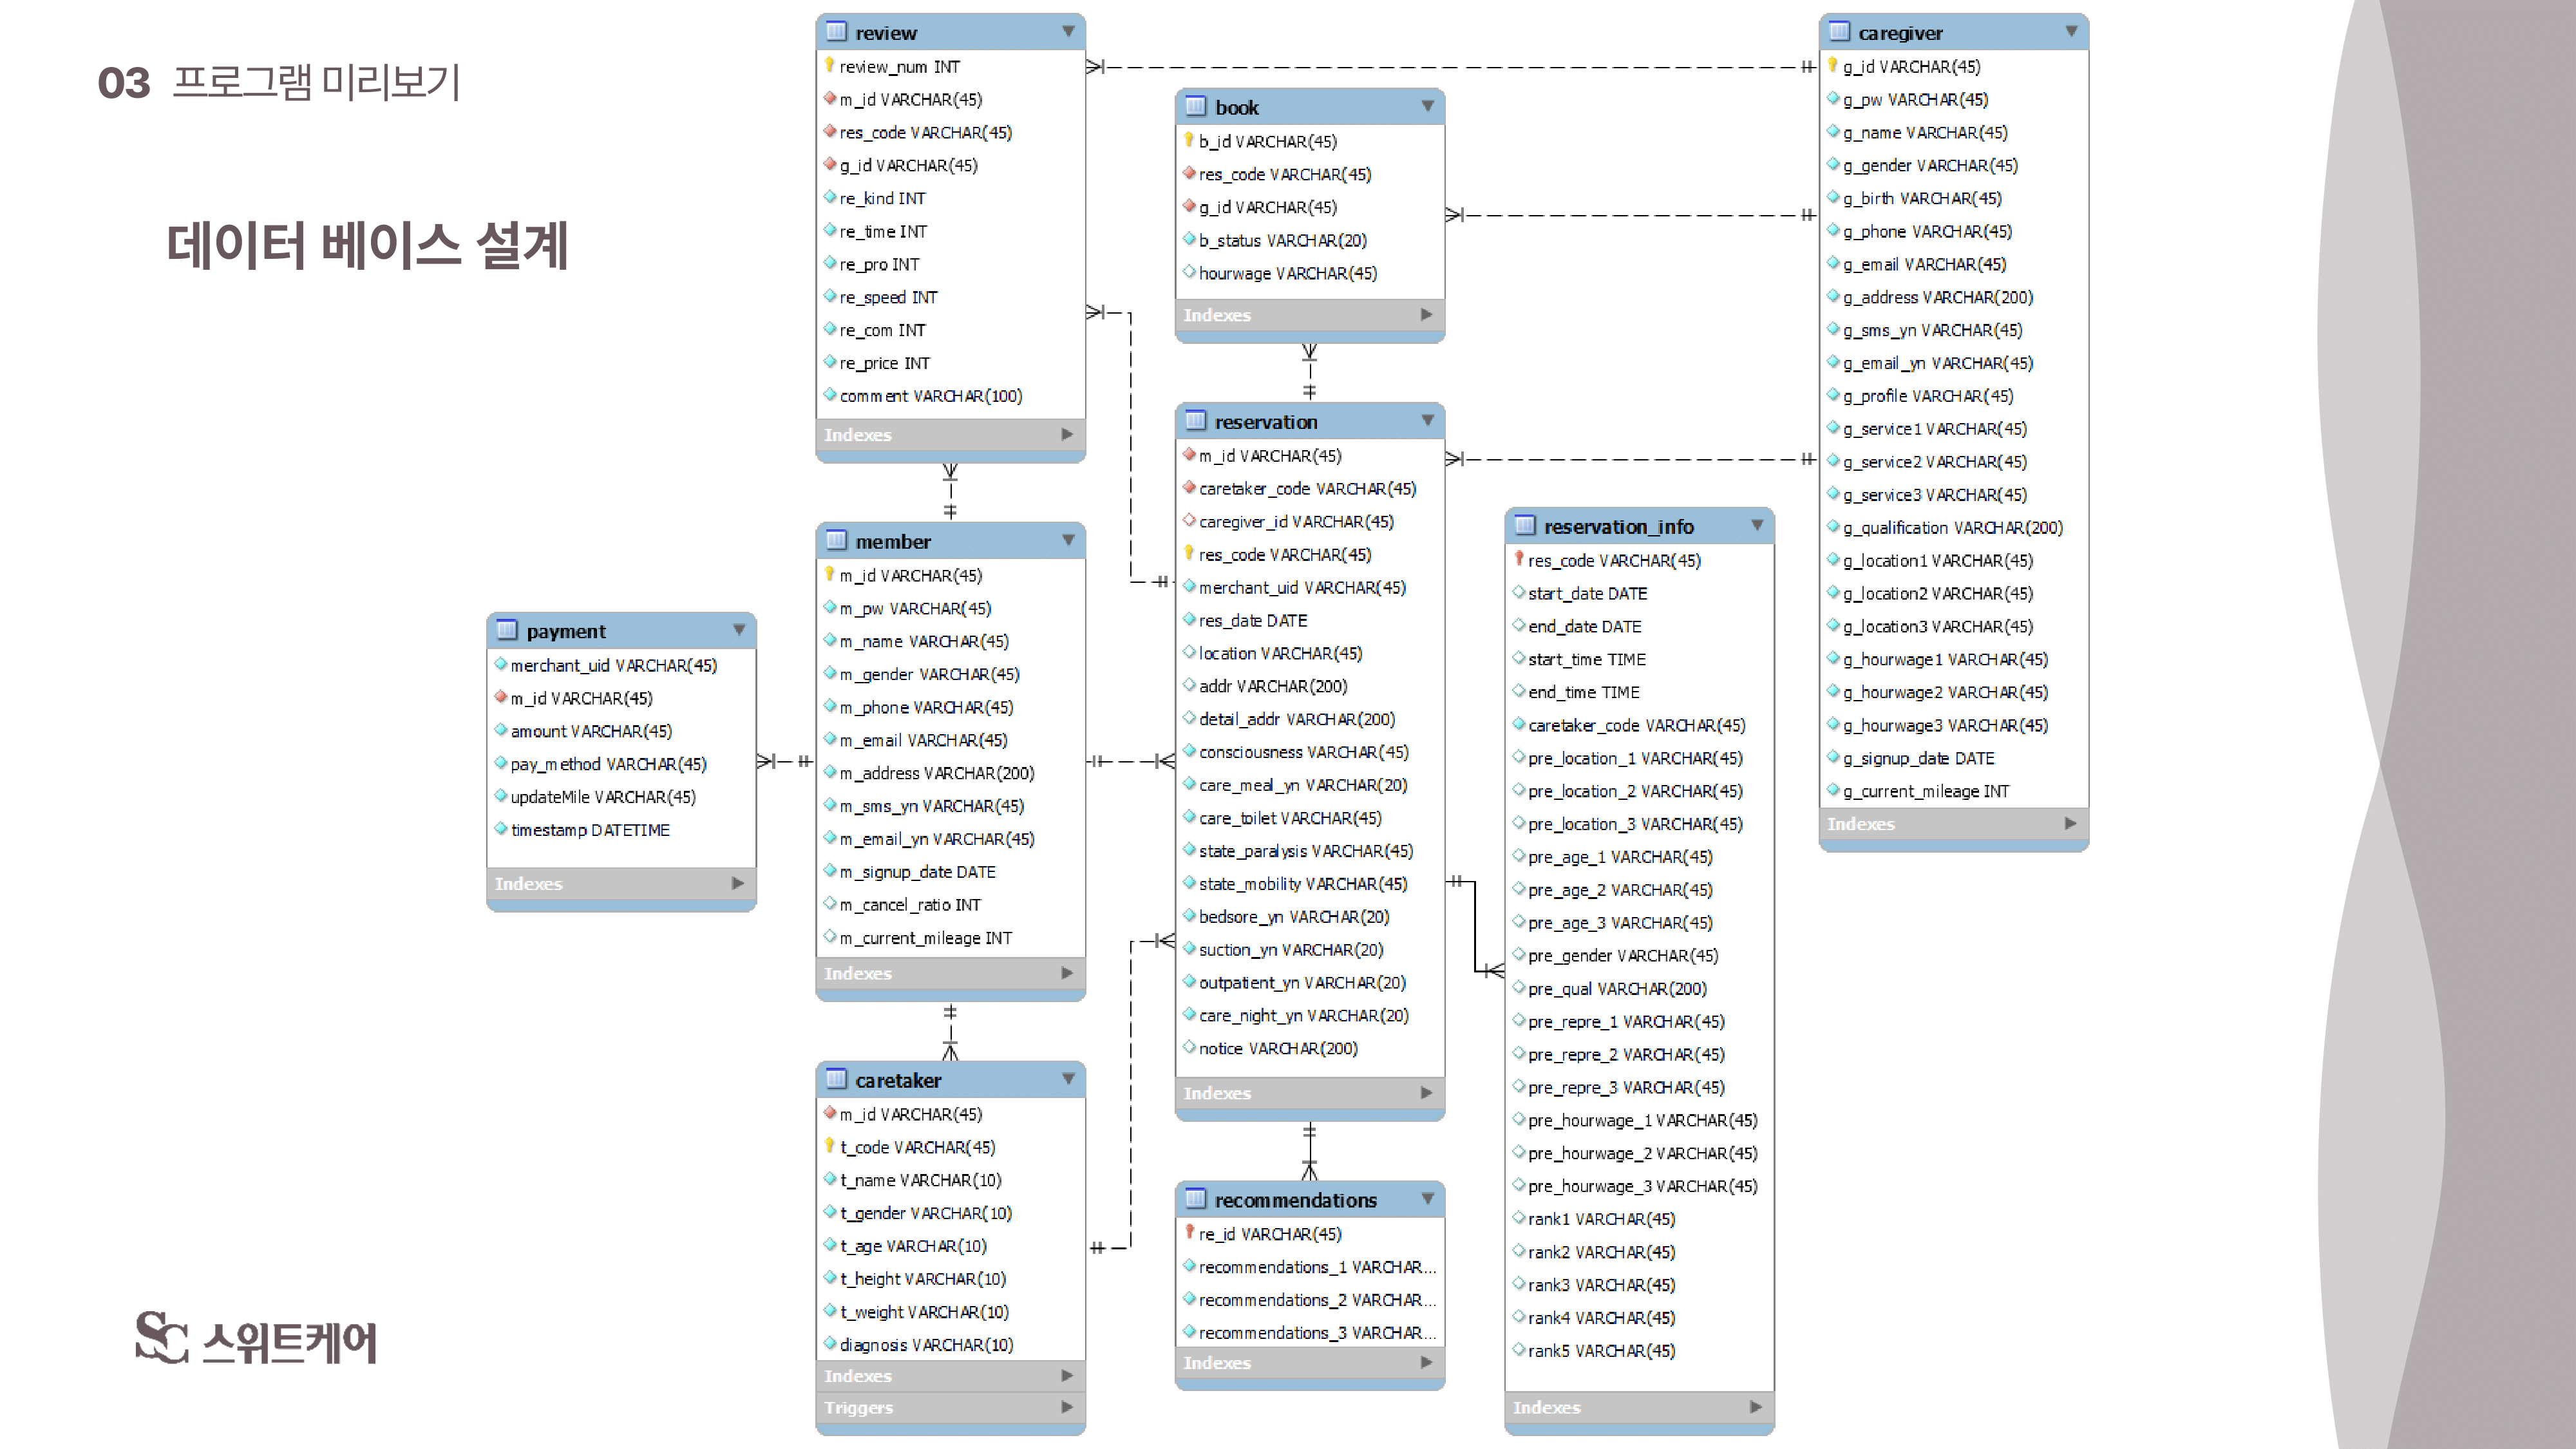 03 프로그램 미리보기
데이터 베이스 설계
review
review_num INT
m_id VARCHAR(45)
res_code VARCHAR(45)
g_id VARCHAR(45)
re_kind INT
re_time INT
re_pro INT
re_speed INT
re_com INT
re_price INT
comment VARCHAR(100)
Indexes
book
b_id VARCHAR(45)
res_code VARCHAR(45)
g_id VARCHAR(45)
b_status VARCHAR(20)
hourwage VARCHAR(45)
Indexes
caregiver
g_id VARCHAR(45)
g_pw VARCHAR(45)
g_name VARCHAR(45)
g_gender VARCHAR(45)
g_birth VARCHAR(45)
g_phone VARCHAR(45)
g_email VARCHAR(45)
g_address VARCHAR(200)
g_sms_yn VARCHAR(45)
g_email_yn VARCHAR(45)
g_profile VARCHAR(45)
g_service1 VARCHAR(45)
g_service2 VARCHAR(45)
g_service3 VARCHAR(45)
g_qualification VARCHAR(200)
g_location1 VARCHAR(45)
g_location2 VARCHAR(45)
g_location3 VARCHAR(45)
g_hourwage1 VARCHAR(45)
g_hourwage2 VARCHAR(45)
g_hourwage3 VARCHAR(45)
g_signup_date DATE
g_current_mileage INT
Indexes
payment
merchant_uid VARCHAR(45)
m_id VARCHAR(45)
amount VARCHAR(45)
pay_method VARCHAR(45)
updateMile VARCHAR(45)
timestamp DATETIME
Indexes
member
m_id VARCHAR(45)
m_pw VARCHAR(45)
m_name VARCHAR(45)
m_gender VARCHAR(45)
m_phone VARCHAR(45)
m_email VARCHAR(45)
m_address VARCHAR(200)
m_sms_yn VARCHAR(45)
m_email_yn VARCHAR(45)
m_signup_date DATE
m_cancel_ratio INT
m_current_mileage INT
Indexes
reservation
m_id VARCHAR(45)
caretaker_code VARCHAR(45)
caregiver_id VARCHAR(45)
res_code VARCHAR(45)
merchant_uid VARCHAR(45)
res_date DATE
location VARCHAR(45)
addr VARCHAR(200)
detail_addr VARCHAR(200)
consciousness VARCHAR(45)
care_meal_yn VARCHAR(20)
care_toilet VARCHAR(45)
state_paralysis VARCHAR(45)
state_mobility VARCHAR(45)
bedsore_yn VARCHAR(20)
suction_yn VARCHAR(20)
outpatient_yn VARCHAR(20)
care_night_yn VARCHAR(20)
notice VARCHAR(200)
Indexes
reservation_info
res_code VARCHAR(45)
start_date DATE
end_date DATE
start_time TIME
end_time TIME
caretaker_code VARCHAR(45)
pre_location_1 VARCHAR(45)
pre_location_2 VARCHAR(45)
pre_location_3 VARCHAR(45)
pre_age_1 VARCHAR(45)
pre_age_2 VARCHAR(45)
pre_age_3 VARCHAR(45)
pre_gender VARCHAR(45)
pre_qual VARCHAR(200)
pre_repre_1 VARCHAR(45)
pre_repre_2 VARCHAR(45)
pre_repre_3 VARCHAR(45)
pre_hourwage_1 VARCHAR(45)
pre_hourwage_2 VARCHAR(45)
pre_hourwage_3 VARCHAR(45)
rank1 VARCHAR(45)
rank2 VARCHAR(45)
rank3 VARCHAR(45)
rank4 VARCHAR(45)
rank5 VARCHAR(45)
Indexes
caretaker
m_id VARCHAR(45)
t_code VARCHAR(45)
t_name VARCHAR(10)
t_gender VARCHAR(10)
t_age VARCHAR(10)
t_height VARCHAR(10)
t_weight VARCHAR(10)
diagnosis VARCHAR(10)
Indexes
Triggers
recommendations
re_id VARCHAR(45)
recommendations_1 VARCHAR...
recommendations_2 VARCHAR...
recommendations_3 VARCHAR...
Indexes
SC 스위트케어